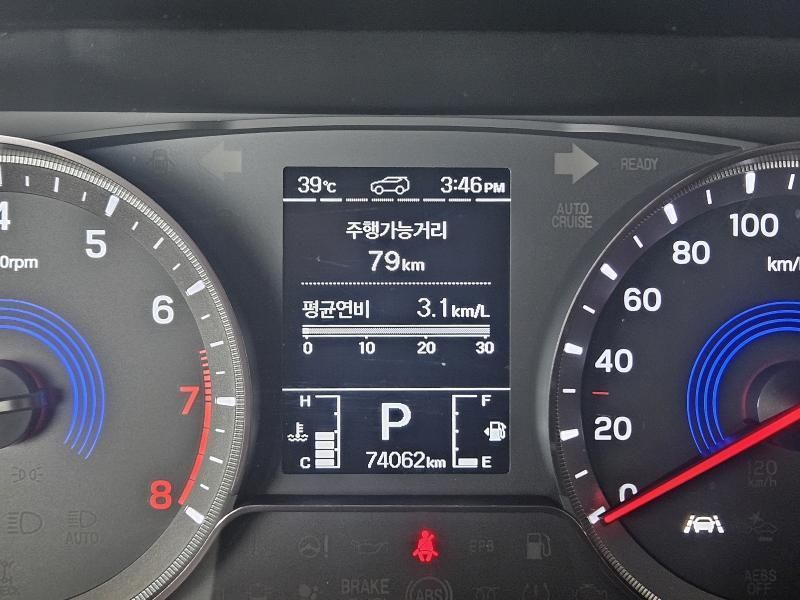 39℃ 3:46PM
READY
AUTO
CRUISE
주행가능거리
79km
평균연비 3.1km/L
0 10 20 30
H F
P
C 74062km E
4
5
6
7
8
0rpm
AUTO
100
80
60
40
20
0
km/h
120
km/h
EPB
BRAKE
ABS
AEBS
OFF